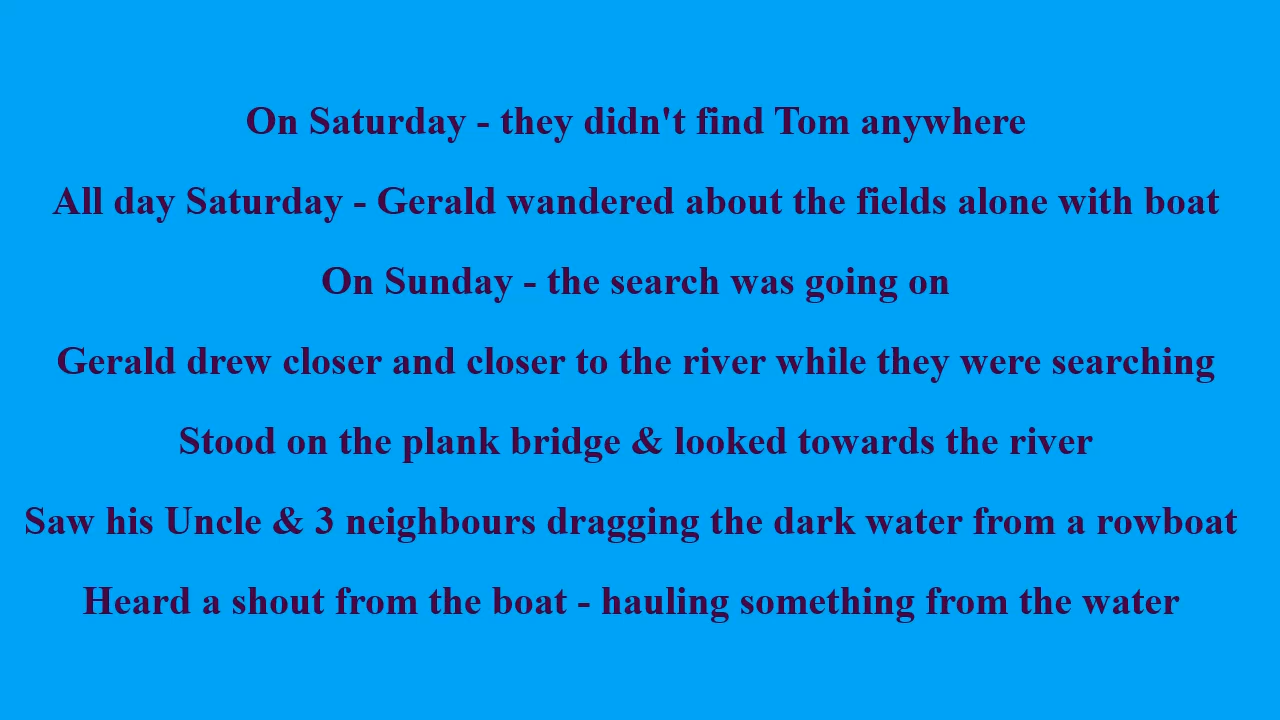 On Saturday - they didn't find Tom anywhere
All day Saturday - Gerald wandered about the fields alone with boat
On Sunday - the search was going on
Gerald drew closer and closer to the river while they were searching
Stood on the plank bridge & looked towards the river
Saw his Uncle & 3 neighbours dragging the dark water from a rowboat
Heard a shout from the boat - hauling something from the water